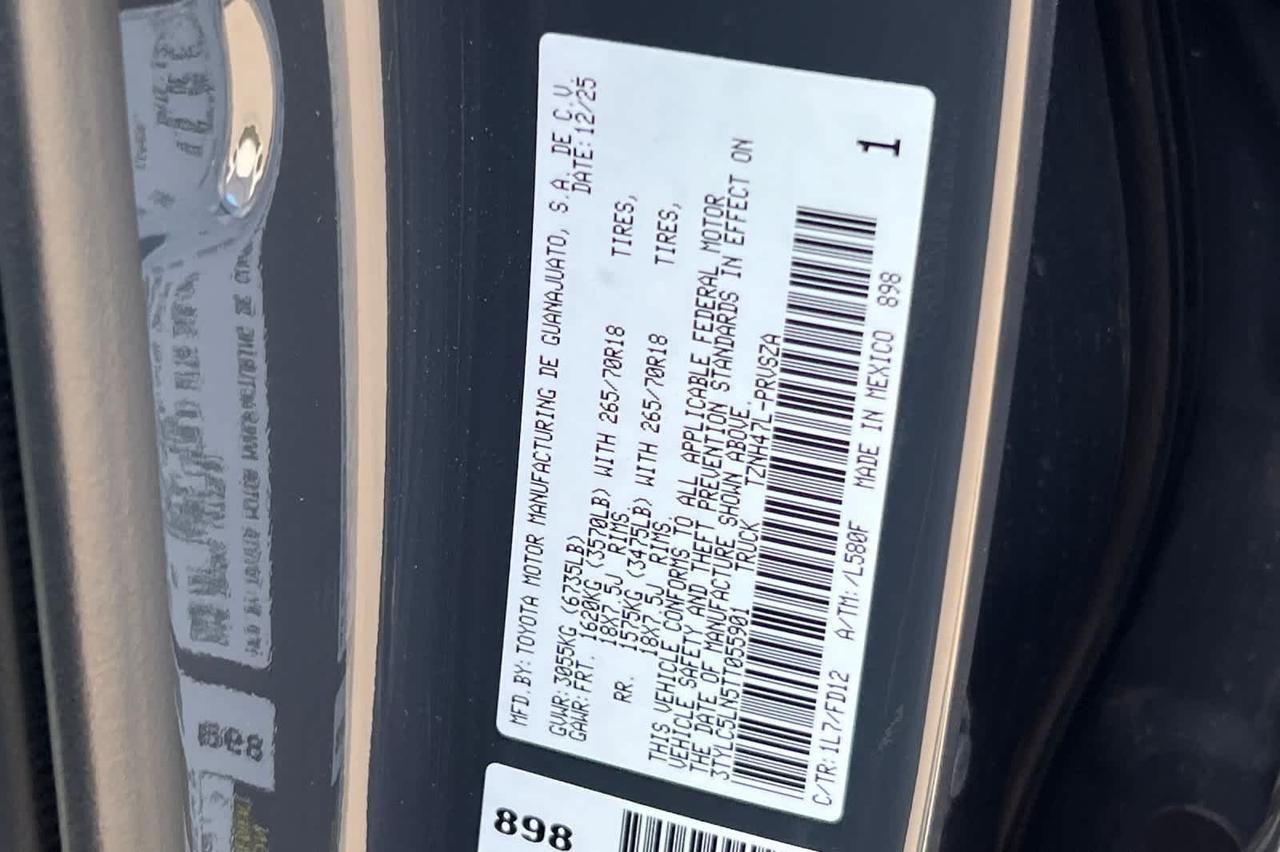 MFD.BY:TOYOTA MOTOR MANUFACTURING DE GUANAJUATO, S.A. DE C.V.
DATE:12/25
GVWR:3055KG (6735LB)
GAWR:FRT. 1620KG (3570LB) WITH 265/70R18 TIRES,
18X7.5J RIMS,
RR. 1575KG (3475LB) WITH 265/70R18 TIRES,
18X7.5J RIMS,
THIS VEHICLE CONFORMS TO ALL APPLICABLE FEDERAL MOTOR
VEHICLE SAFETY AND THEFT PREVENTION STANDARDS IN EFFECT ON
THE DATE OF MANUFACTURE SHOWN ABOVE.
3TYLC5LN5TT055901 TRUCK TZNH47L-PRVSZA
1
C/TR:1L7/FD12 A/TM:/L580F MADE IN MEXICO 898
898